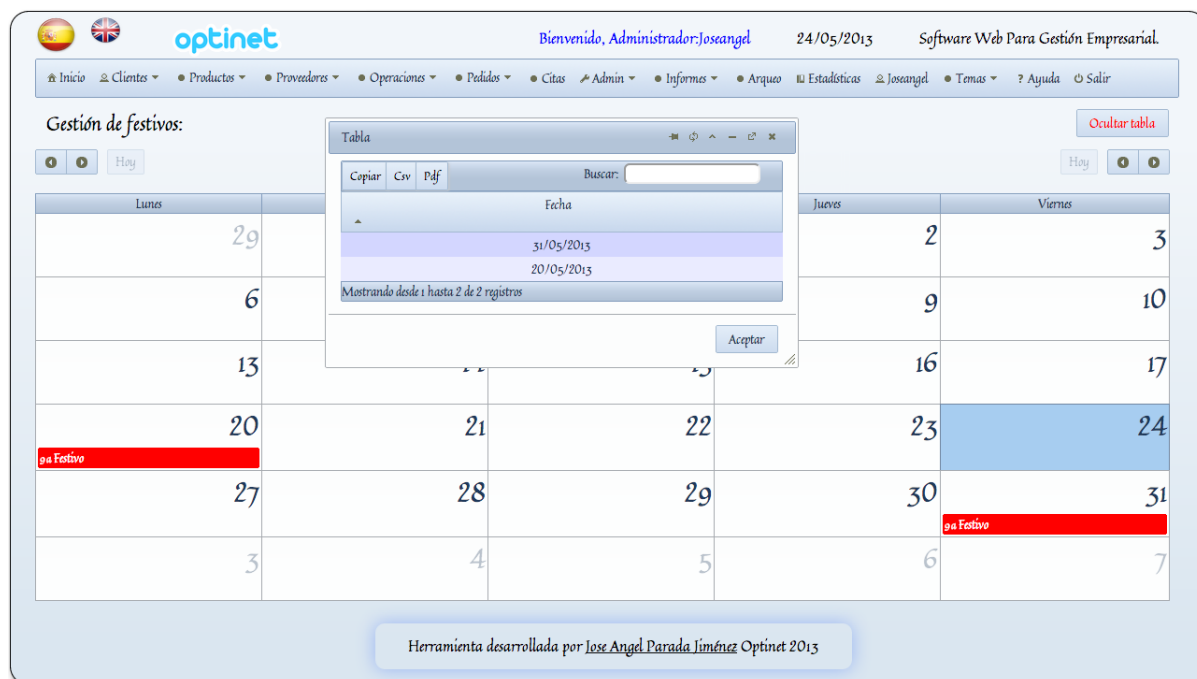 optinet
Bienvenido, Administrador:Joseangel
24/05/2013
Software Web Para Gestión Empresarial.
Inicio Clientes Productos Proveedores Operaciones Pedidos Citas Admin Informes Arqueo Estadísticas Joseangel Temas ? Ayuda Salir
Gestión de festivos:
Ocultar tabla
Hoy
Hoy
Tabla
Copiar Csv Pdf Buscar:
Fecha
31/05/2013
20/05/2013
Mostrando desde 1 hasta 2 de 2 registros
Aceptar
Lunes Jueves Viernes
29 2 3
6 9 10
13 16 17
20 21 22 23 24
9a Festivo
27 28 29 30 31
9a Festivo
3 4 5 6 7
Herramienta desarrollada por Jose Angel Parada Jiménez Optinet 2013